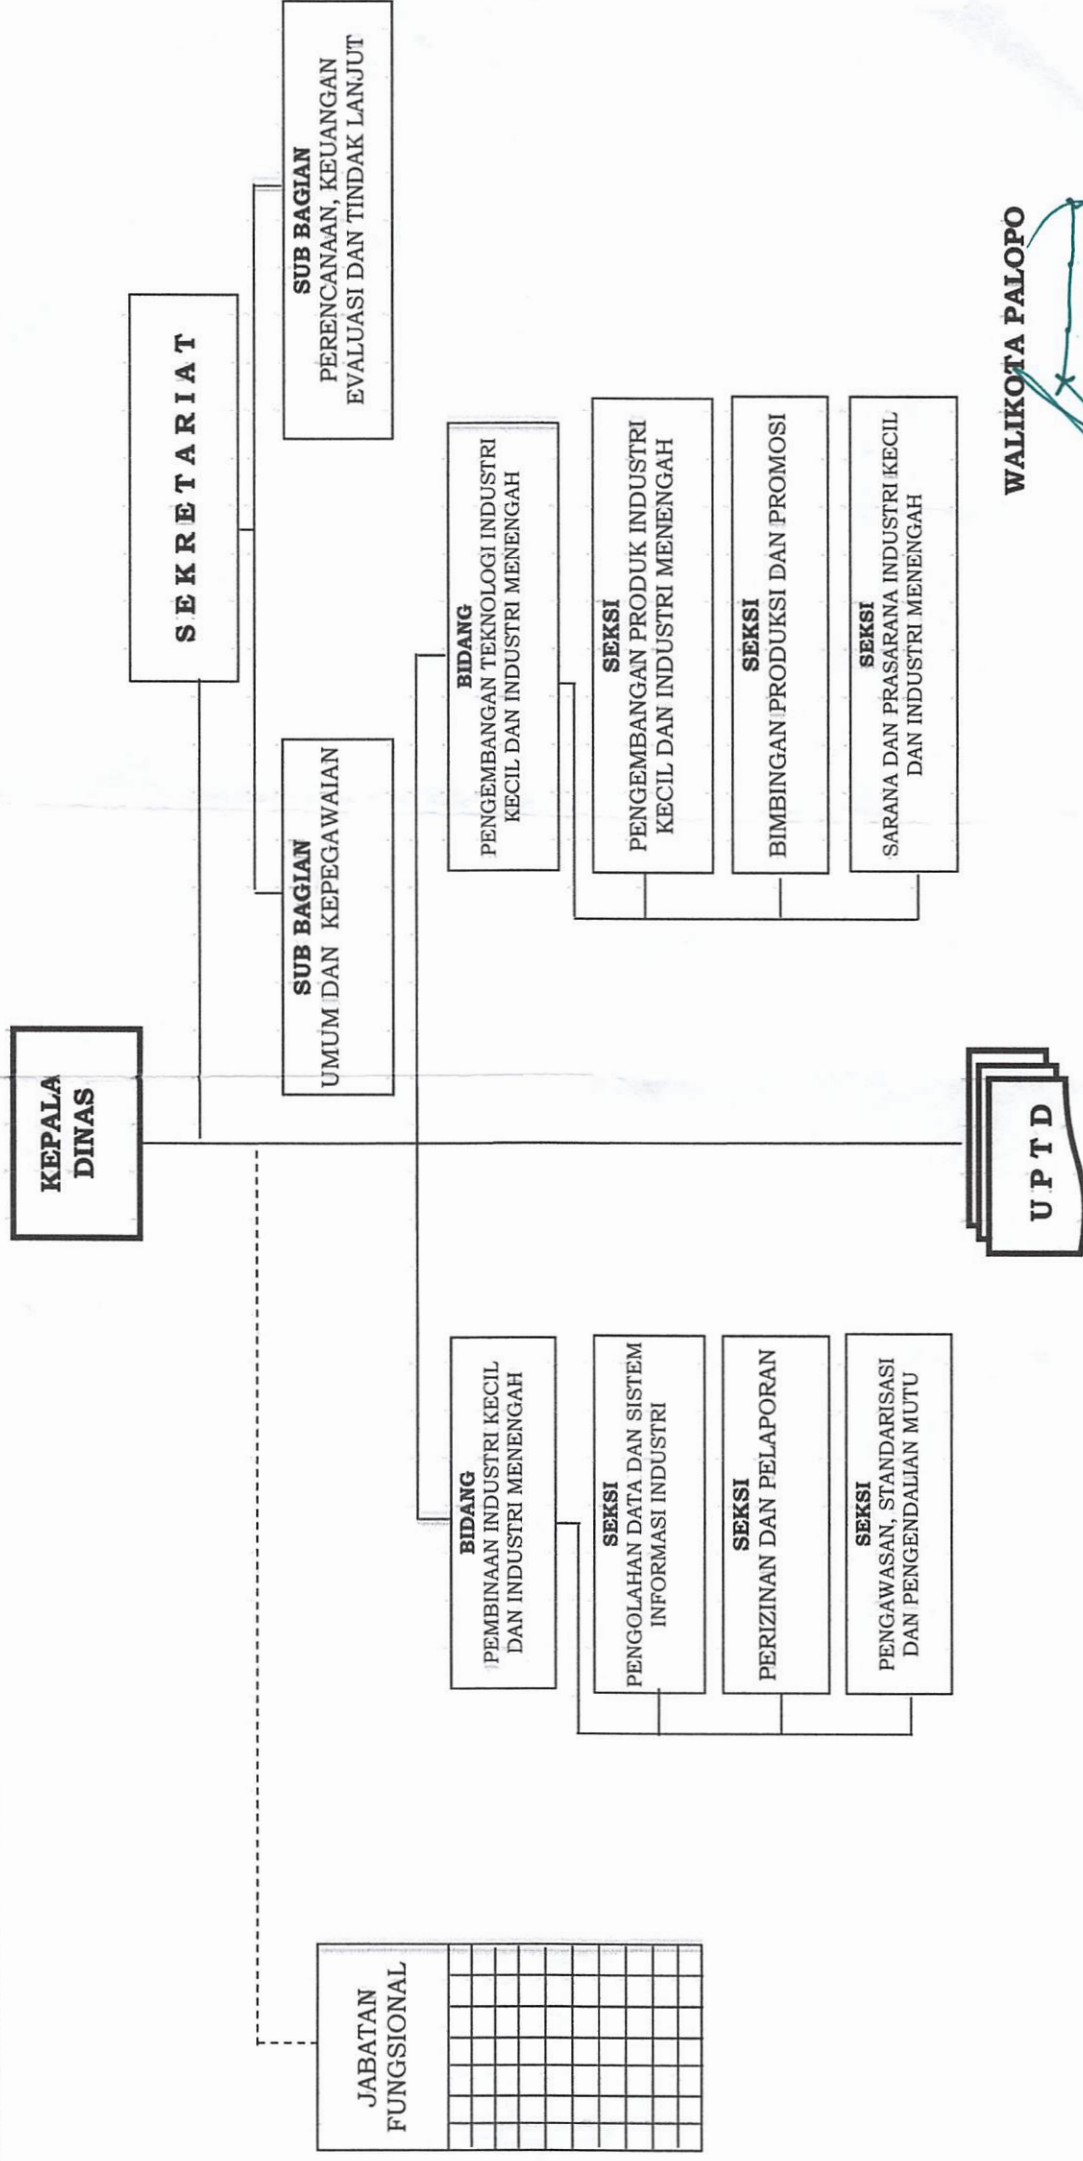 KEPALA
DINAS
SEKRETARIAT
SUB BAGIAN
UMUM DAN KEPEGAWAIAN
SUB BAGIAN
PERENCANAAN, KEUANGAN
EVALUASI DAN TINDAK LANJUT
JABATAN
FUNGSIONAL
BIDANG
PEMBINAAN INDUSTRI KECIL
DAN INDUSTRI MENENGAH
SEKSI
PENGOLAHAN DATA DAN SISTEM
INFORMASI INDUSTRI
SEKSI
PERIZINAN DAN PELAPORAN
SEKSI
PENGAWASAN, STANDARISASI
DAN PENGENDALIAN MUTU
BIDANG
PENGEMBANGAN TEKNOLOGI INDUSTRI
KECIL DAN INDUSTRI MENENGAH
SEKSI
PENGEMBANGAN PRODUK INDUSTRI
KECIL DAN INDUSTRI MENENGAH
SEKSI
BIMBINGAN PRODUKSI DAN PROMOSI
SEKSI
SARANA DAN PRASARANA INDUSTRI KECIL
DAN INDUSTRI MENENGAH
UPTD
WALIKOTA PALOPO